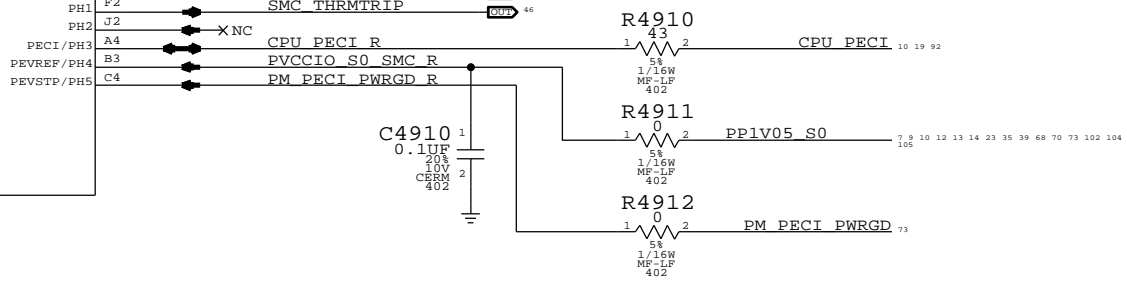 PH1 F2 SMC_THRMTRIP OUT 46
PH2 J2 NC
PECI/PH3 A4 CPU_PECI_R
PEVREF/PH4 B3 PVCCIO_S0_SMC_R
PEVSTP/PH5 C4 PM_PECI_PWRGD_R
R4910
43
1 2 CPU_PECI 10 19 92
5%
1/16W
MF-LF
402
R4911
0
1 2 PP1V05_S0 7 9 10 12 13 14 23 35 39 68 70 73 102 104
105
5%
1/16W
MF-LF
402
C4910 1
0.1UF
20%
10V
CERM 2
402
R4912
0
1 2 PM_PECI_PWRGD 73
5%
1/16W
MF-LF
402